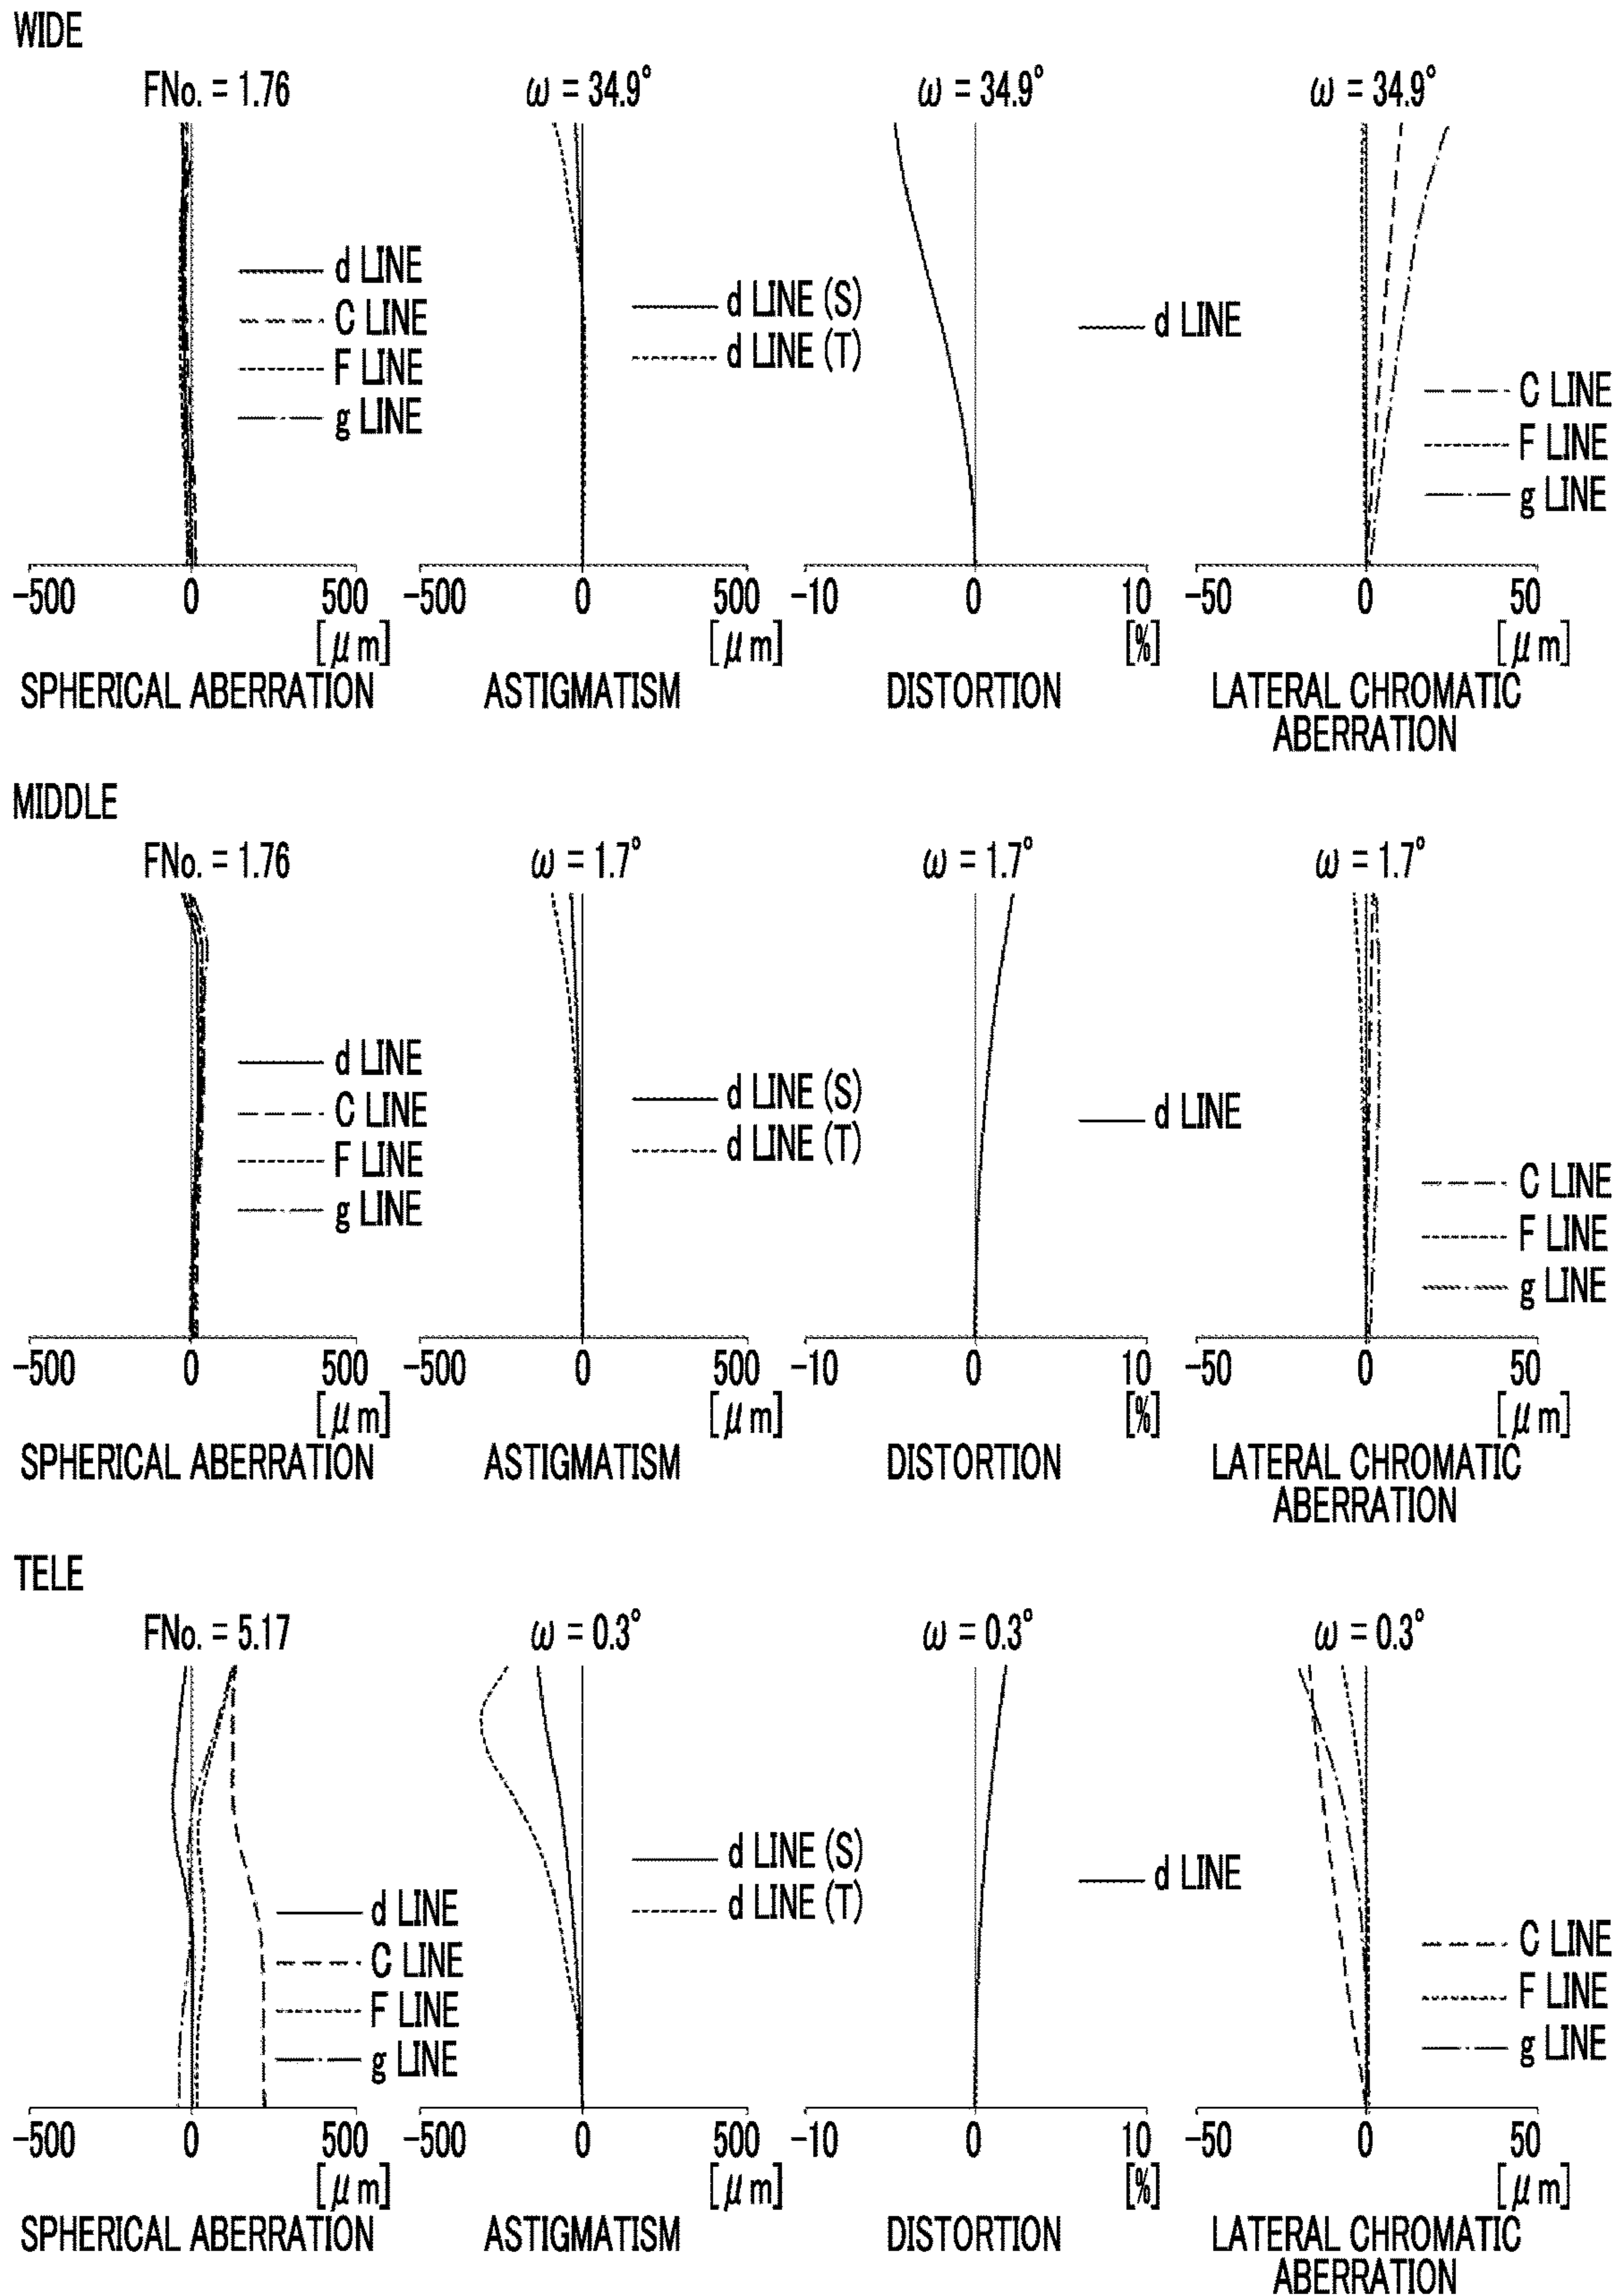 WIDE
FNo. = 1.76
ω = 34.9°
ω = 34.9°
ω = 34.9°
d LINE
C LINE
F LINE
g LINE
d LINE (S)
d LINE (T)
d LINE
C LINE
F LINE
g LINE
-500 0 500
[μm]
SPHERICAL ABERRATION
-500 0 500
[μm]
ASTIGMATISM
-10 0 10
[%]
DISTORTION
-50 0 50
[μm]
LATERAL CHROMATIC
ABERRATION
MIDDLE
FNo. = 1.76
ω = 1.7°
ω = 1.7°
ω = 1.7°
d LINE
C LINE
F LINE
g LINE
d LINE (S)
d LINE (T)
d LINE
C LINE
F LINE
g LINE
-500 0 500
[μm]
SPHERICAL ABERRATION
-500 0 500
[μm]
ASTIGMATISM
-10 0 10
[%]
DISTORTION
-50 0 50
[μm]
LATERAL CHROMATIC
ABERRATION
TELE
FNo. = 5.17
ω = 0.3°
ω = 0.3°
ω = 0.3°
d LINE
C LINE
F LINE
g LINE
d LINE (S)
d LINE (T)
d LINE
C LINE
F LINE
g LINE
-500 0 500
[μm]
SPHERICAL ABERRATION
-500 0 500
[μm]
ASTIGMATISM
-10 0 10
[%]
DISTORTION
-50 0 50
[μm]
LATERAL CHROMATIC
ABERRATION